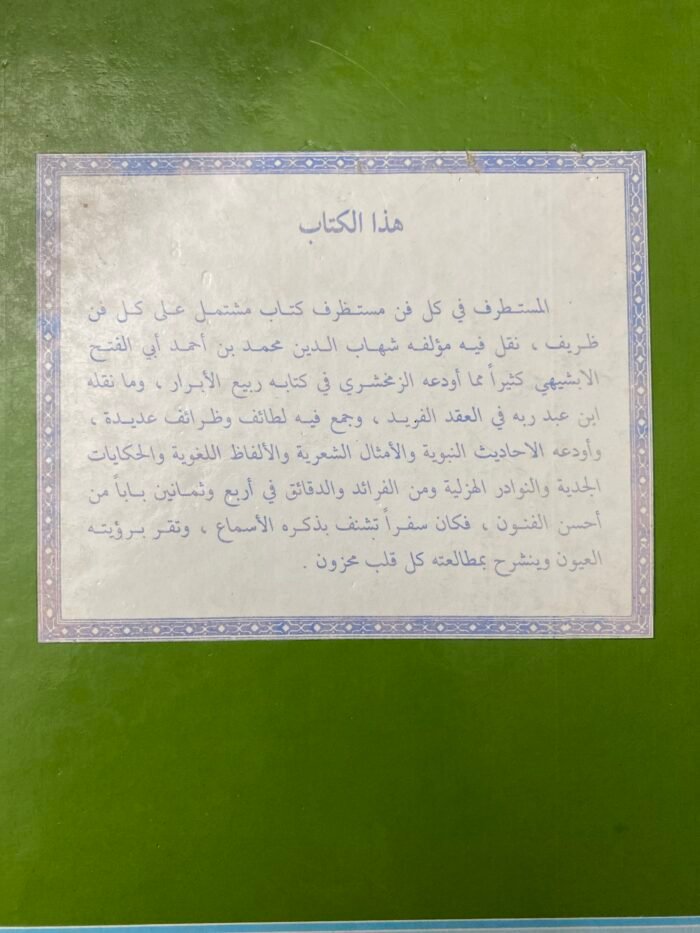 هذا الكتاب
المستطرف في كل فن مستظرف كتاب مشتمل على كل فن
ظريف ، نقل فيه مؤلفه شهاب الدين محمد بن أحمد أبي الفتح
الابشيهي كثيراً مما أودعه الزمخشري في كتابه ربيع الأبرار ، وما نقله
ابن عبد ربه في العقد الفريد ، وجمع فيه لطائف وظرائف عديدة ،
وأودعه الاحاديث النبوية والأمثال الشعرية والألفاظ اللغوية والحكايات
الجدية والنوادر الهزلية ومن الفرائد والدقائق في أربع وثمانين باباً من
أحسن الفنون ، فكان سفراً تشنف بذكره الأسماع ، وتقر برؤيته
العيون وينشرح بمطالعته كل قلب محزون .